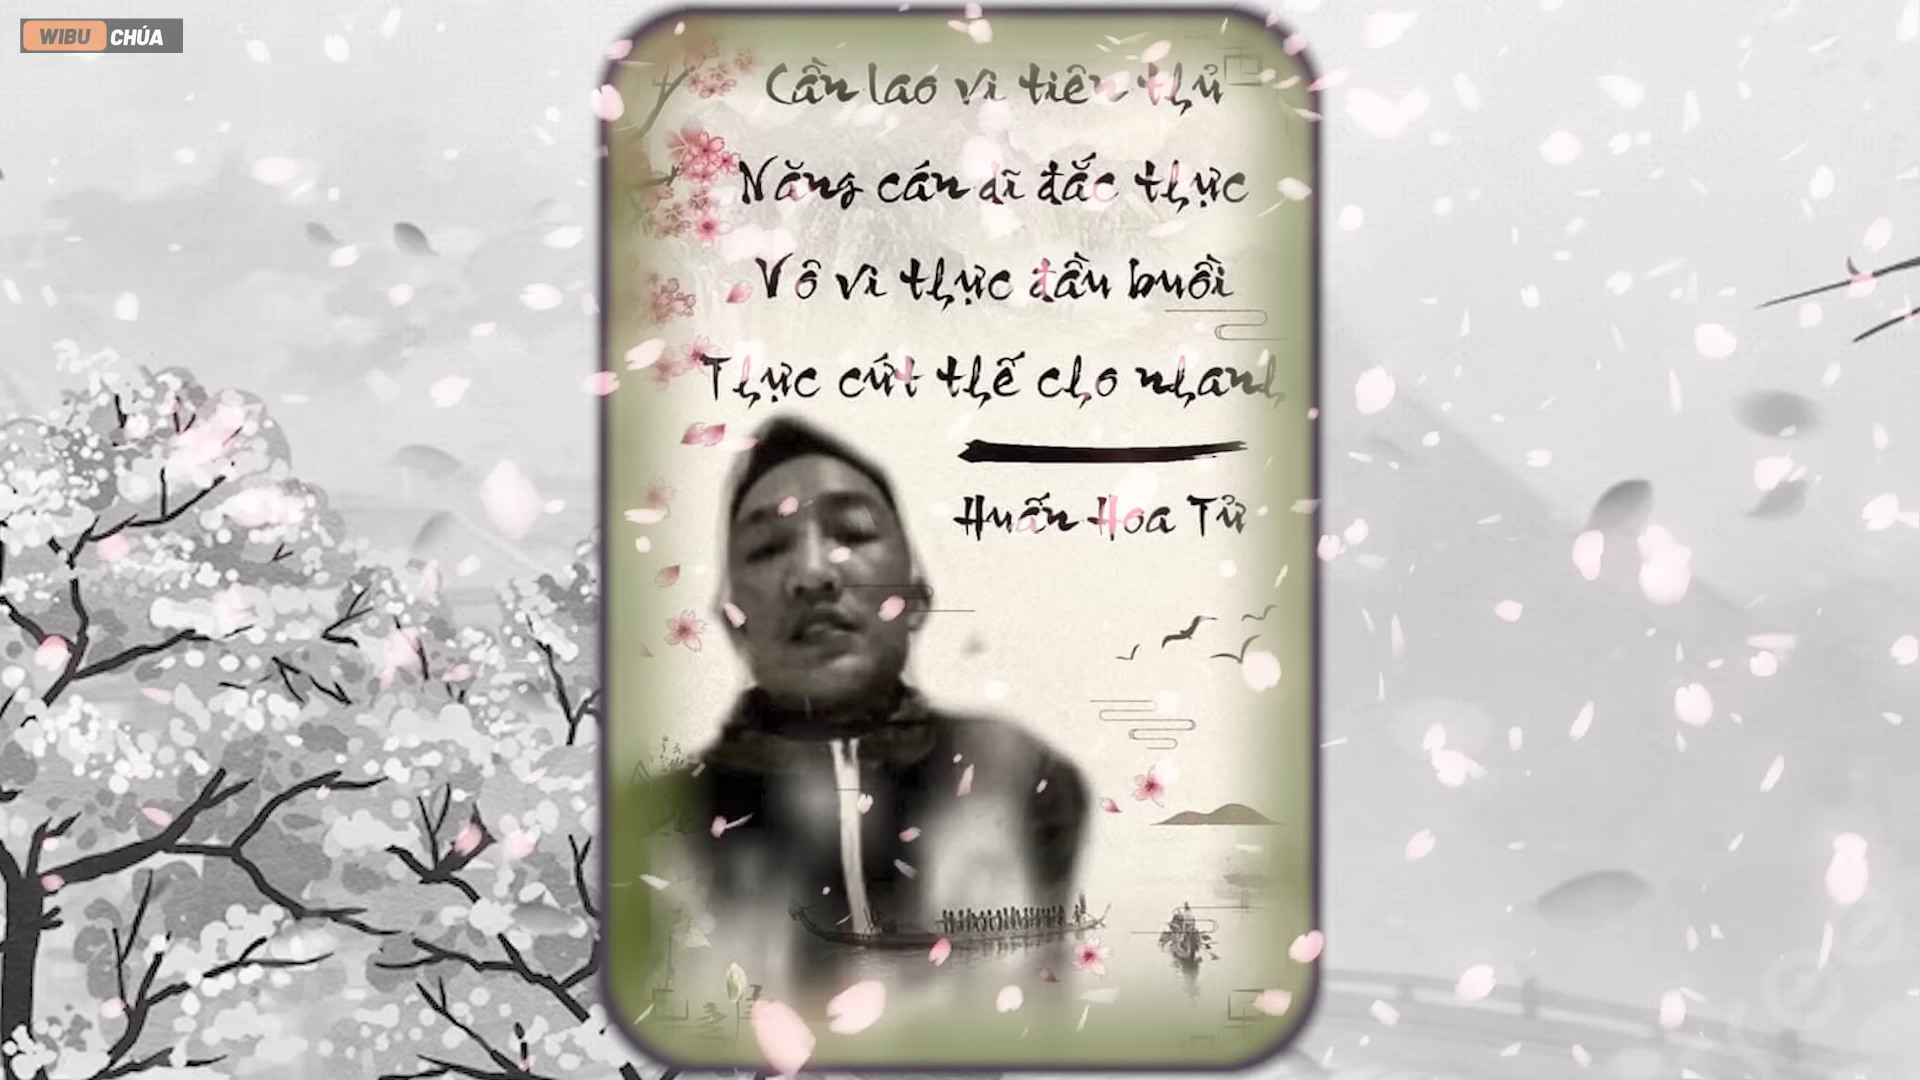 WIBU CHÚA
Cần lao vi tiên thủ
Năng cán dĩ đắc thực
Vô vi thực đầu buồi
Thực cứt thế cho nhanh
Huấn Hoa Tử